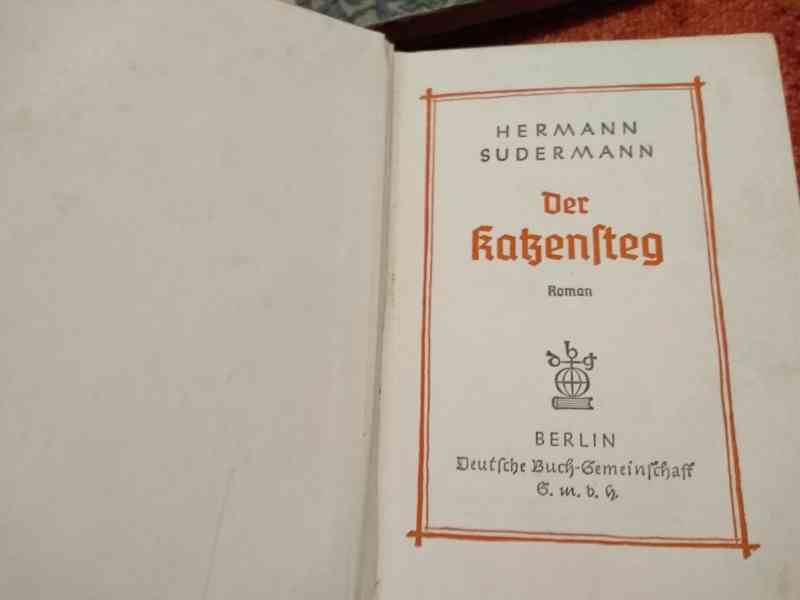 HERMANN
SUDERMANN
Der
Katzenſteg
Roman
dbg
BERLIN
Deutſche Buch-Gemeinſchaft
G. m. b. H.